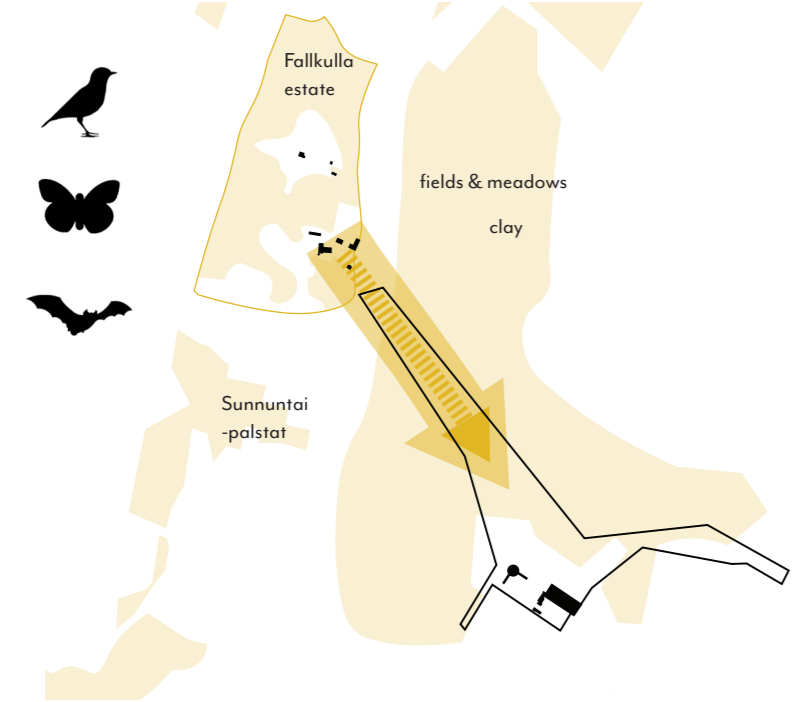 Fallkulla
estate
fields & meadows
clay
Sunnuntai
-palstat